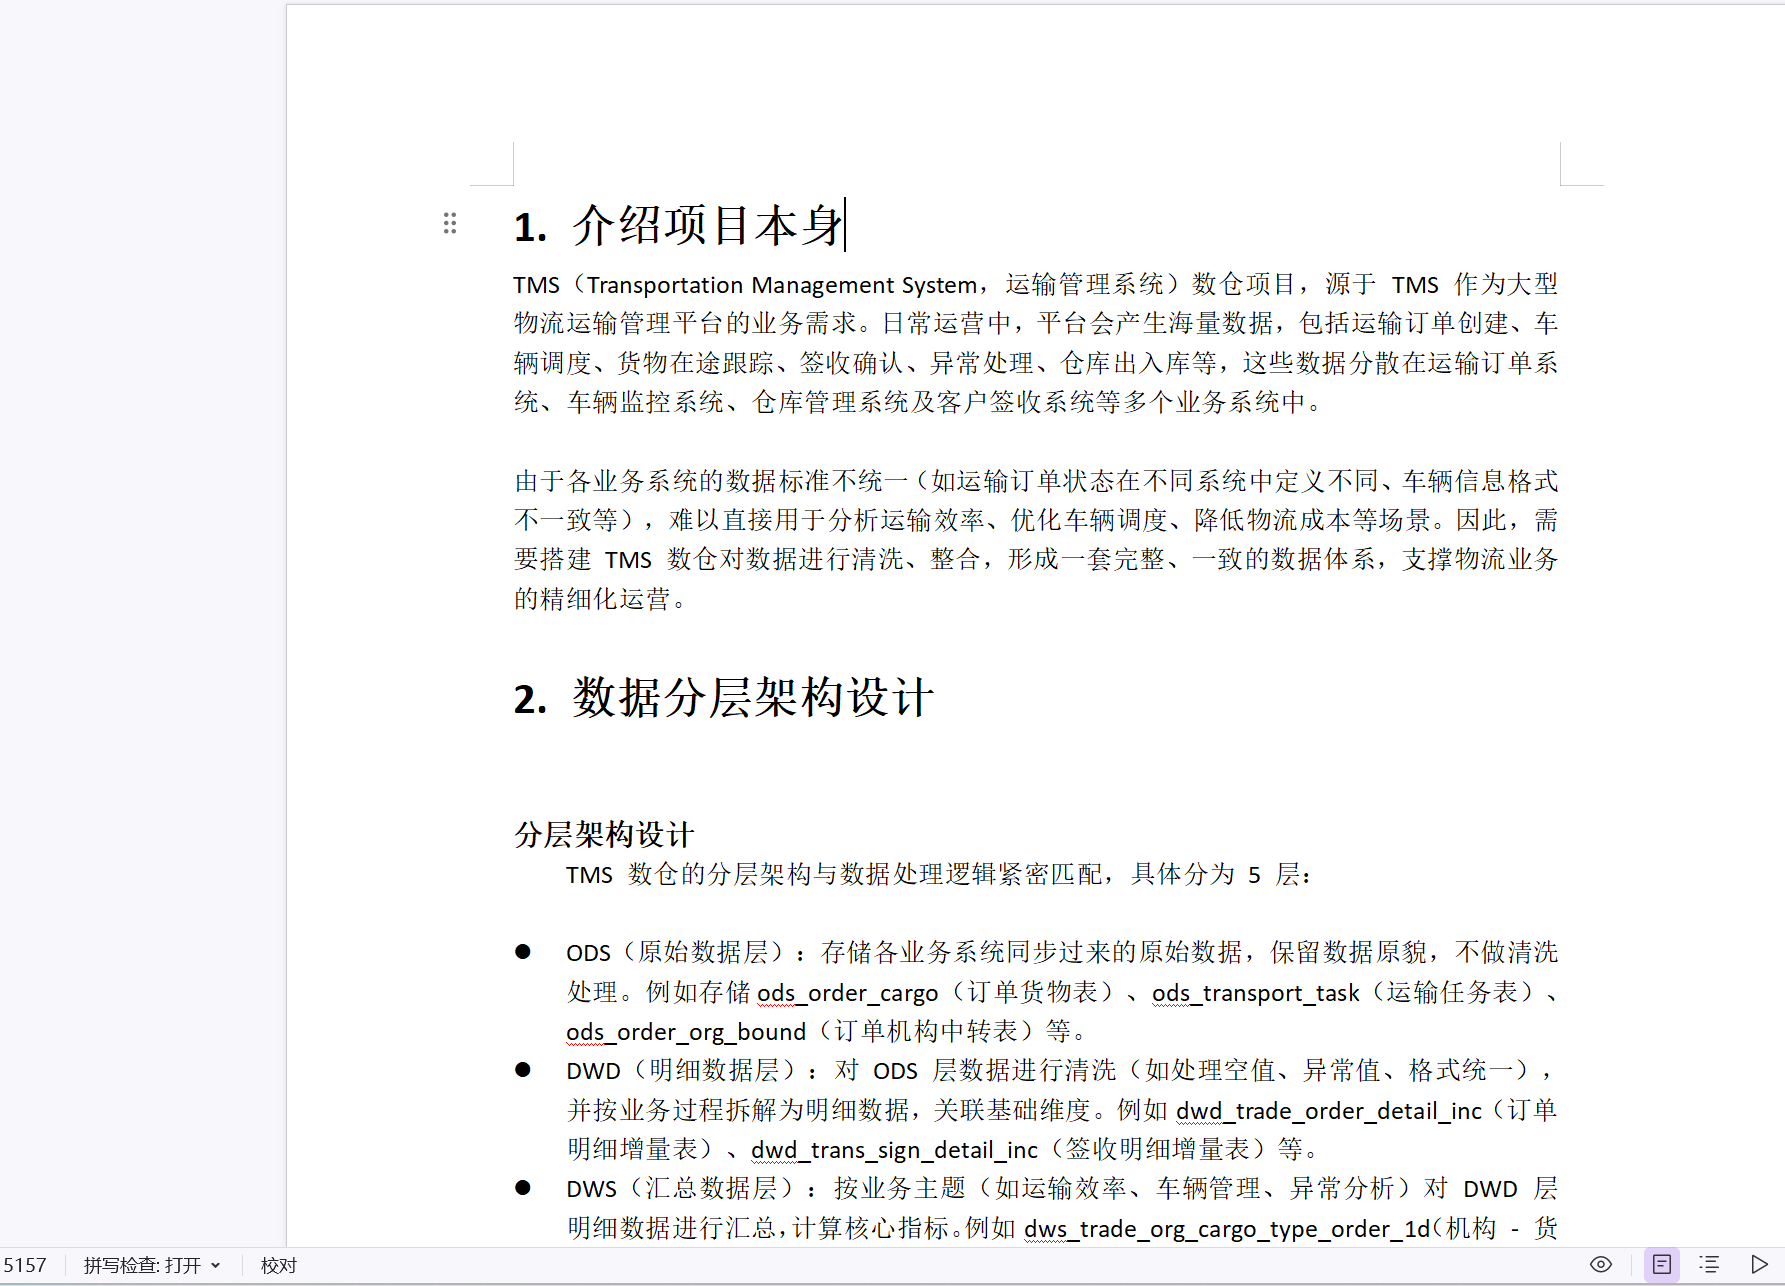 1. 介绍项目本身
TMS（Transportation Management System，运输管理系统）数仓项目，源于 TMS 作为大型
物流运输管理平台的业务需求。日常运营中，平台会产生海量数据，包括运输订单创建、车
辆调度、货物在途跟踪、签收确认、异常处理、仓库出入库等，这些数据分散在运输订单系
统、车辆监控系统、仓库管理系统及客户签收系统等多个业务系统中。
由于各业务系统的数据标准不统一（如运输订单状态在不同系统中定义不同、车辆信息格式
不一致等），难以直接用于分析运输效率、优化车辆调度、降低物流成本等场景。因此，需
要搭建 TMS 数仓对数据进行清洗、整合，形成一套完整、一致的数据体系，支撑物流业务
的精细化运营。
2. 数据分层架构设计
分层架构设计
TMS 数仓的分层架构与数据处理逻辑紧密匹配，具体分为 5 层：
● ODS（原始数据层）：存储各业务系统同步过来的原始数据，保留数据原貌，不做清洗
处理。例如存储 ods_order_cargo（订单货物表）、ods_transport_task（运输任务表）、
ods_order_org_bound（订单机构中转表）等。
● DWD（明细数据层）：对 ODS 层数据进行清洗（如处理空值、异常值、格式统一），
并按业务过程拆解为明细数据，关联基础维度。例如 dwd_trade_order_detail_inc（订单
明细增量表）、dwd_trans_sign_detail_inc（签收明细增量表）等。
● DWS（汇总数据层）：按业务主题（如运输效率、车辆管理、异常分析）对 DWD 层
明细数据进行汇总，计算核心指标。例如 dws_trade_org_cargo_type_order_1d（机构 - 货
5157 拼写检查: 打开 校对